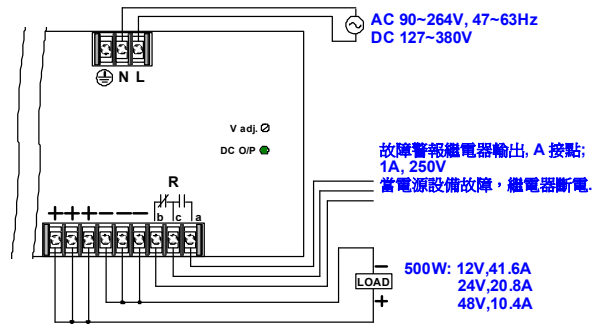 AC 90~264V, 47~63Hz
DC 127~380V
N L
V adj.
DC O/P
故障警報繼電器輸出, A 接點;
1A, 250V
當電源設備故障，繼電器斷電.
R
+++−−− b c a
LOAD
−
+
500W: 12V,41.6A
24V,20.8A
48V,10.4A